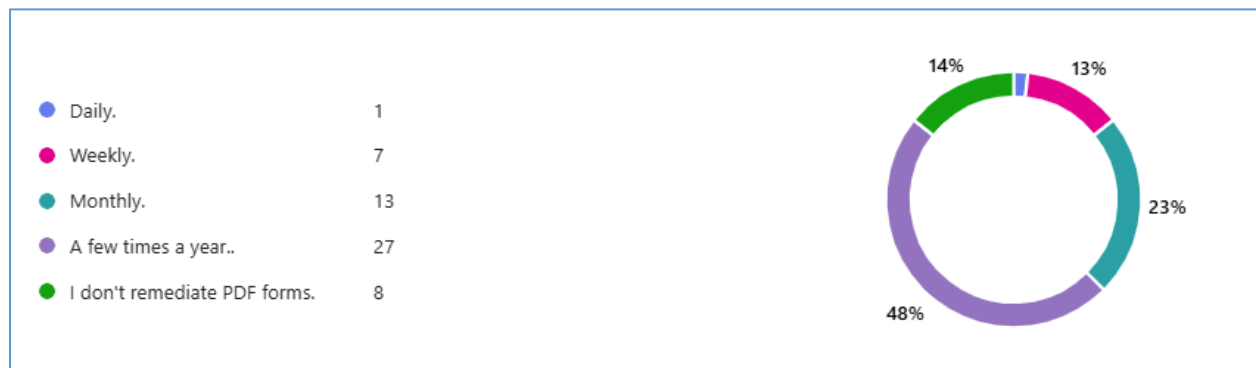 Daily. 1
Weekly. 7
Monthly. 13
A few times a year.. 27
I don't remediate PDF forms. 8
14%
13%
23%
48%